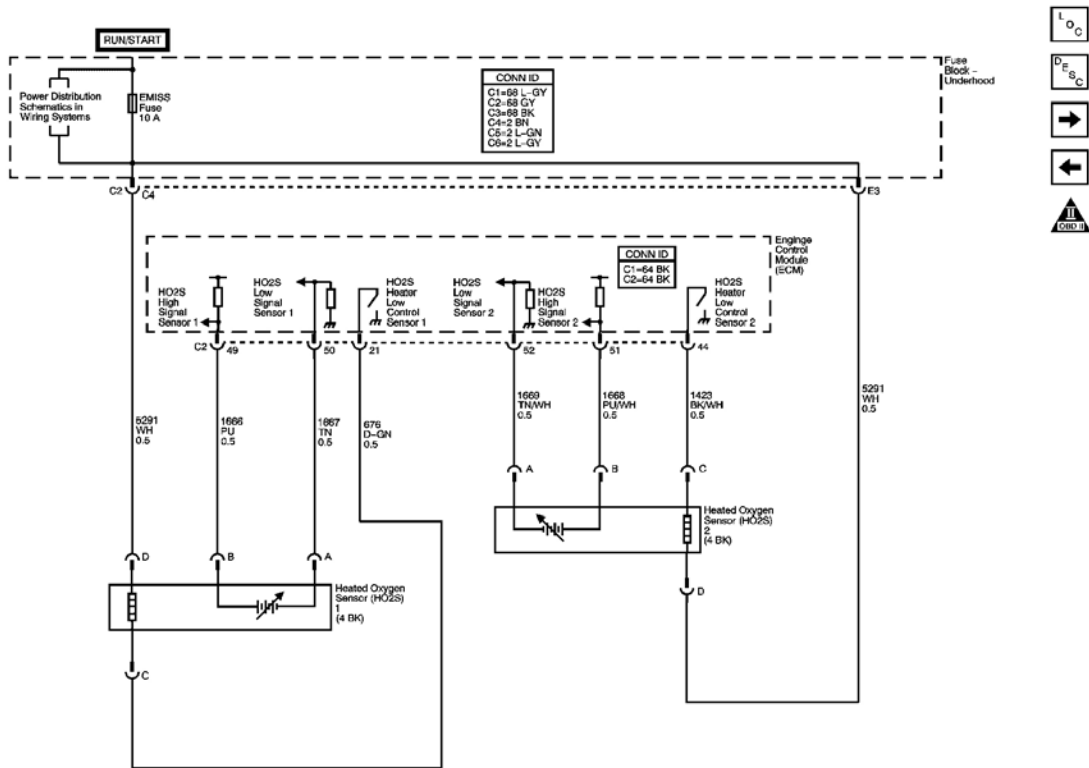 RUN/START
Power Distribution
Schematics in
Wiring Systems
EMISS
Fuse
10 A
CONN ID
C1=68 L-GY
C2=68 GY
C3=68 BK
C4=2 BN
C5=2 L-GN
C6=2 L-GY
Fuse
Block –
Underhood
L
O
C
D
E
S
C
II
OBD II
C2
C4
E3
HO2S
High
Signal
Sensor 1
HO2S
Low
Signal
Sensor 1
HO2S
Heater
Low
Control
Sensor 1
HO2S
Low
Signal
Sensor 2
HO2S
High
Signal
Sensor 2
CONN ID
C1=64 BK
C2=64 BK
HO2S
Heater
Low
Control
Sensor 2
Enginge
Control
Module
(ECM)
C2
49
50
21
52
51
44
5291
WH
0.5
1666
PU
0.5
1667
TN
0.5
676
D-GN
0.5
1669
TN/WH
0.5
1668
PU/WH
0.5
1423
BK/WH
0.5
5291
WH
0.5
A
B
C
Heated Oxygen
Sensor (HO2S)
2
(4 BK)
D
D
B
A
Heated Oxygen
Sensor (HO2S)
1
(4 BK)
C